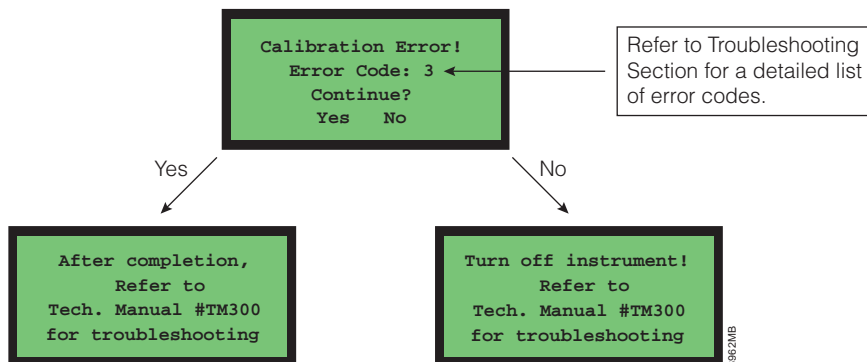 Calibration Error!
Error Code: 3
Continue?
Yes No
Refer to Troubleshooting
Section for a detailed list
of error codes.
Yes
No
After completion,
Refer to
Tech. Manual #TM300
for troubleshooting
Turn off instrument!
Refer to
Tech. Manual #TM300
for troubleshooting